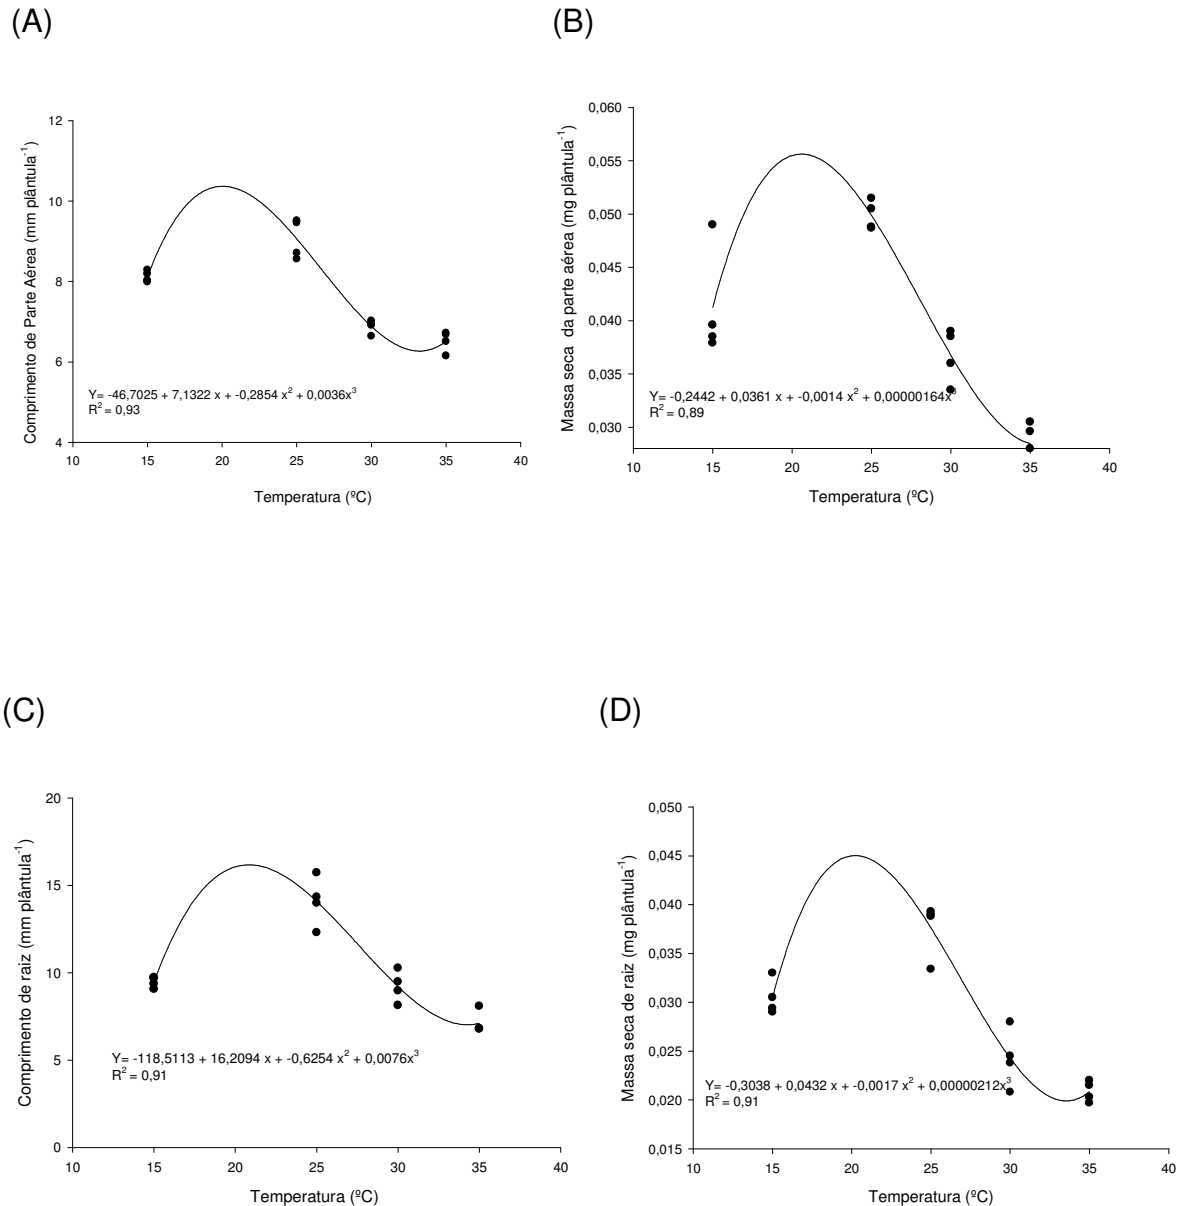 (A)
(B)
Comprimento de Parte Aérea (mm plântula⁻¹)
12
10
8
6
4
Y= -46,7025 + 7,1322 x + -0,2854 x² + 0,0036x³
R² = 0,93
10 15 20 25 30 35 40
Temperatura (ºC)
Massa seca da parte aérea (mg plântula⁻¹)
0,060
0,055
0,050
0,045
0,040
0,035
0,030
Y= -0,2442 + 0,0361 x + -0,0014 x² + 0,00000164x³
R² = 0,89
10 15 20 25 30 35 40
Temperatura (ºC)
(C)
(D)
Comprimento de raiz (mm plântula⁻¹)
20
15
10
5
0
Y= -118,5113 + 16,2094 x + -0,6254 x² + 0,0076x³
R² = 0,91
10 15 20 25 30 35 40
Temperatura (ºC)
Massa seca de raiz (mg plântula⁻¹)
0,050
0,045
0,040
0,035
0,030
0,025
0,020
0,015
Y= -0,3038 + 0,0432 x + -0,0017 x² + 0,00000212x³
R² = 0,91
10 15 20 25 30 35 40
Temperatura (ºC)